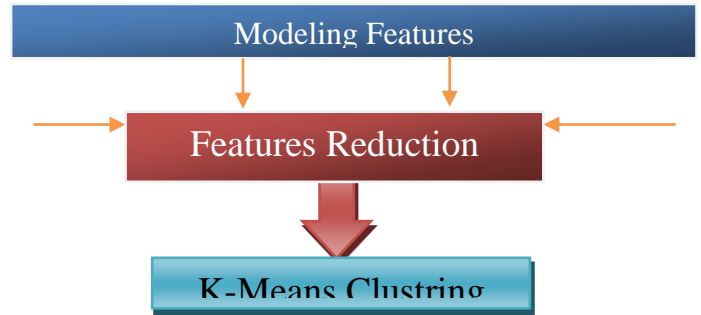 Modeling Features
Features Reduction
K-Means Clustring